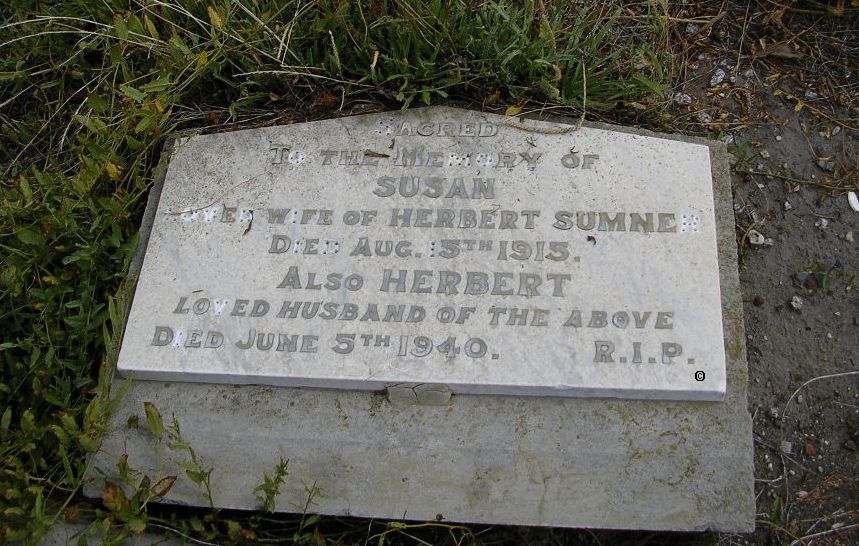 SACRED
TO THE MEMORY OF
SUSAN
LOVED WIFE OF HERBERT SUMNER
DIED AUG. 15TH 1915.
ALSO HERBERT
LOVED HUSBAND OF THE ABOVE
DIED JUNE 5TH 1940. R.I.P.
©